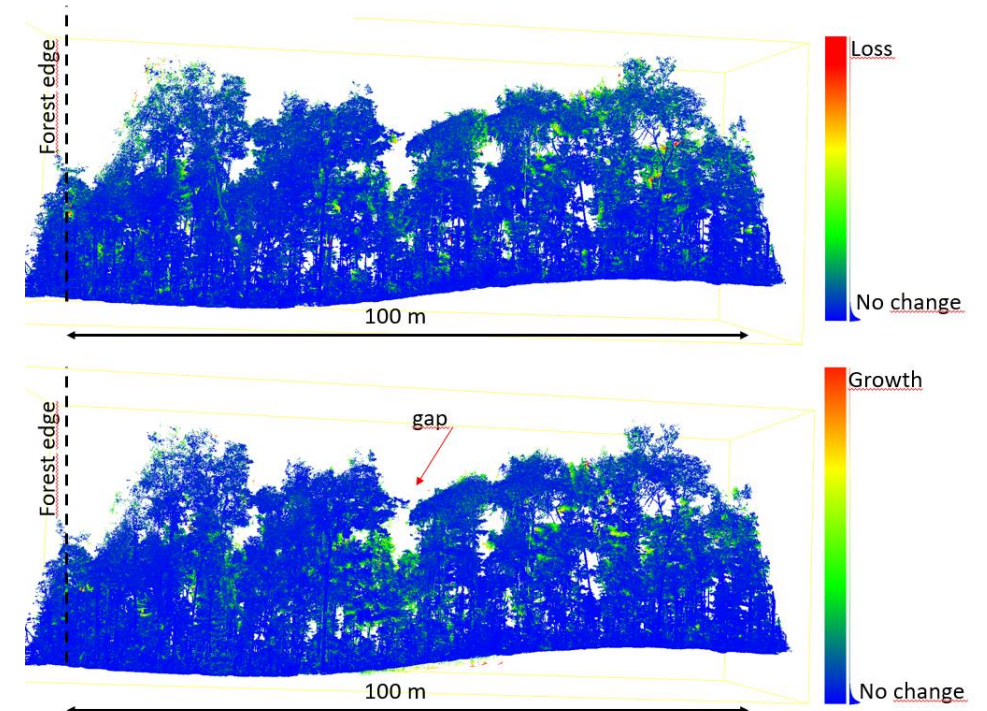 Forest edge
Loss
No change
100 m
Forest edge
gap
Growth
No change
100 m